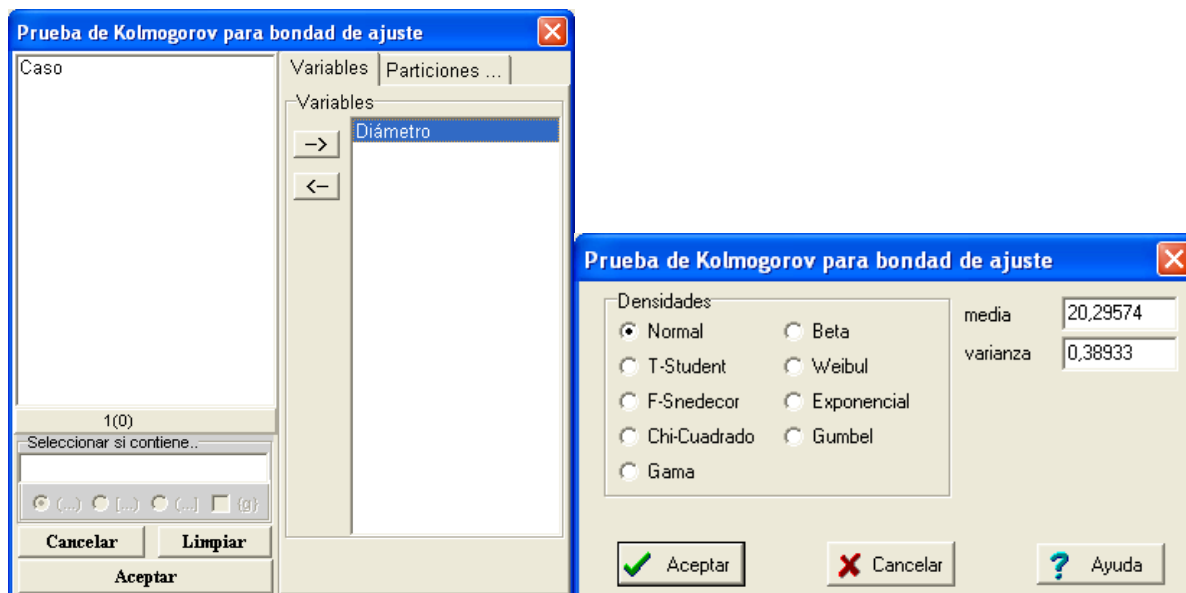 Prueba de Kolmogorov para bondad de ajuste
Caso
1(0)
Seleccionar si contiene..
(...) [...) (...] {g}
Cancelar Limpiar
Aceptar
Variables Particiones ...
Variables
-->
<--
Diámetro
Prueba de Kolmogorov para bondad de ajuste
Densidades
Normal Beta
T-Student Weibul
F-Snedecor Exponencial
Chi-Cuadrado Gumbel
Gama
media 20,29574
varianza 0,38933
Aceptar Cancelar ? Ayuda